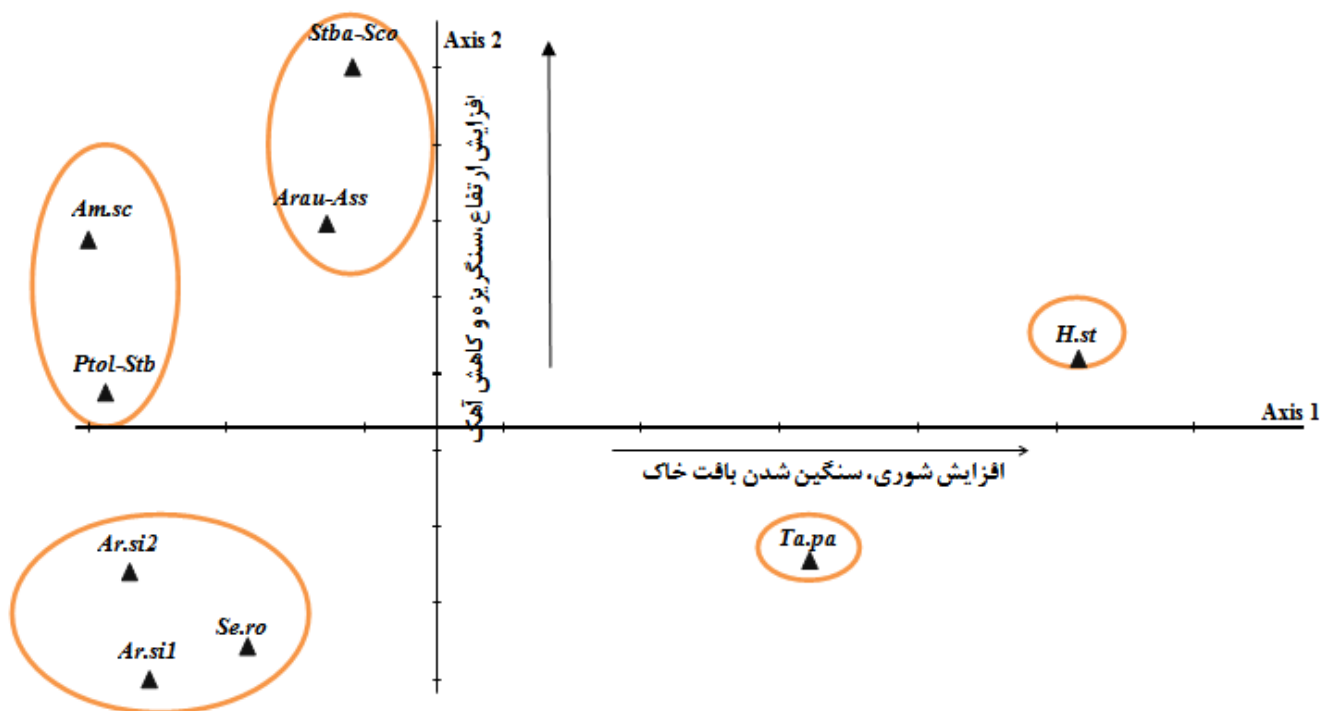 Stba-Sco
Axis 2
افزایش ارتفاع،سنگریزه و کاهش آهک
Arau-Ass
Am.sc
Ptol-Stb
H.st
Axis 1
افزایش شوری، سنگین شدن بافت خاک
Ta.pa
Ar.si2
Se.ro
Ar.si1